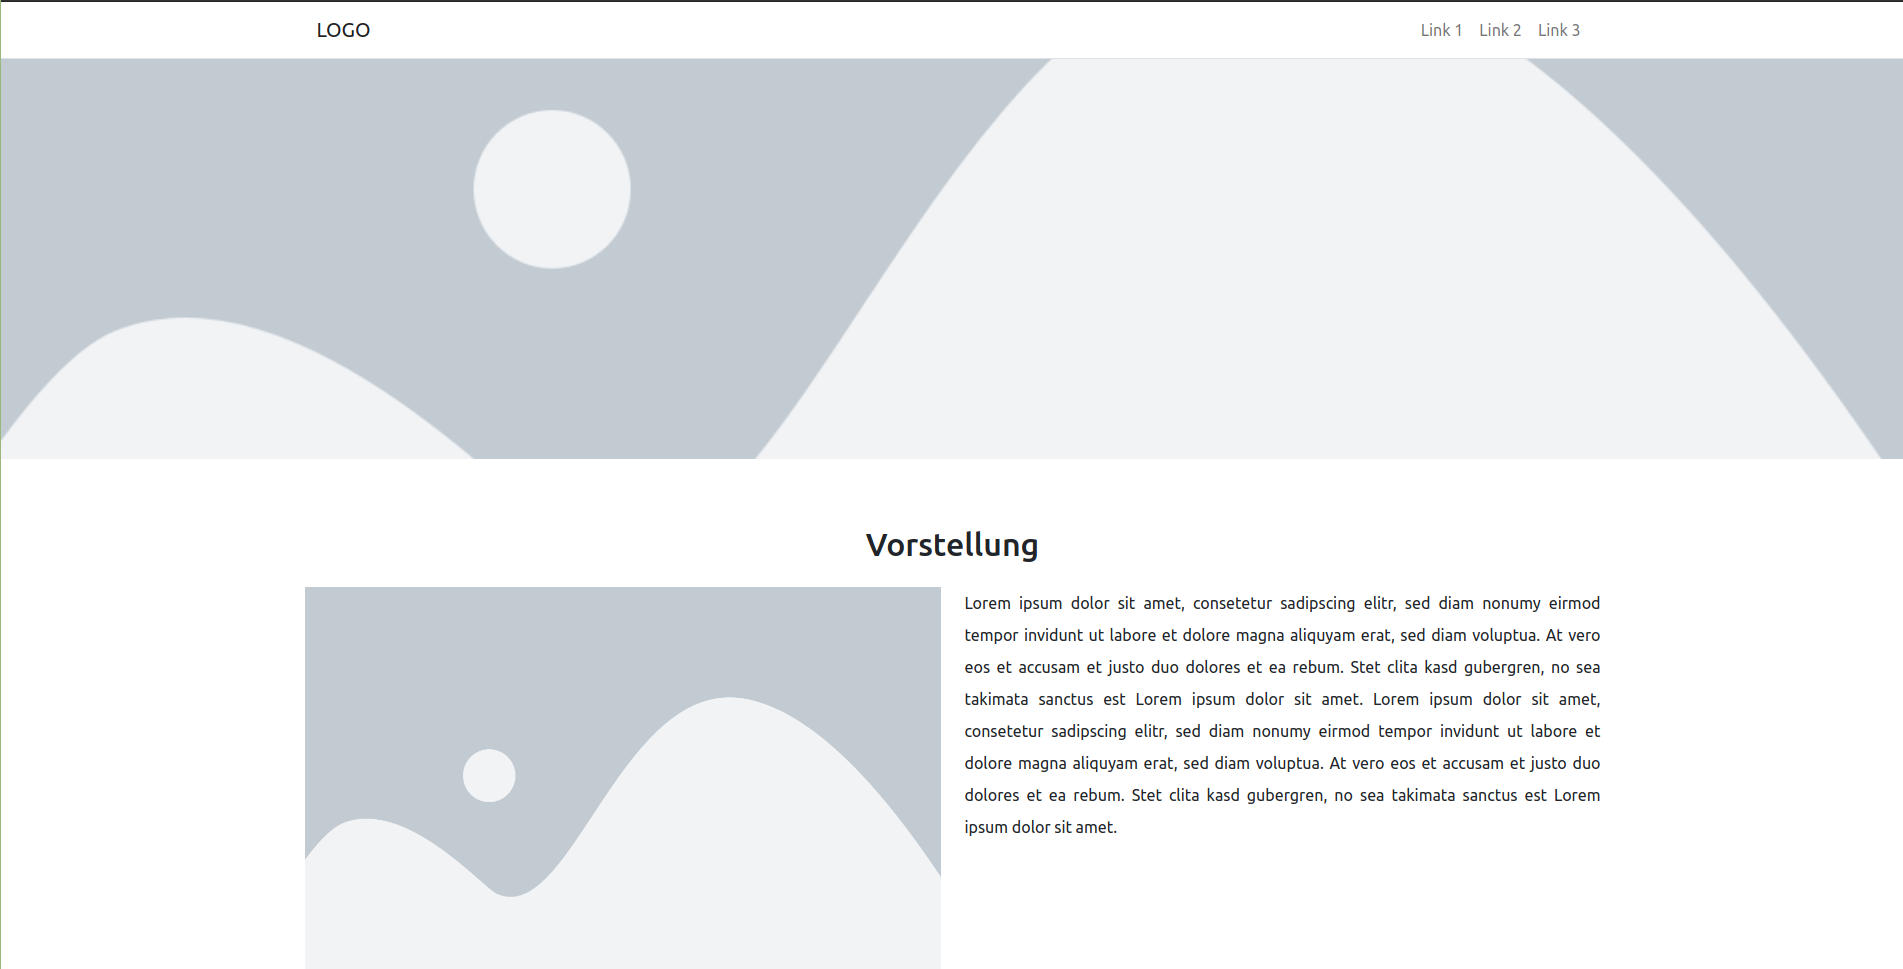 LOGO
Link 1 Link 2 Link 3
Vorstellung
Lorem ipsum dolor sit amet, consetetur sadipscing elitr, sed diam nonumy eirmod
tempor invidunt ut labore et dolore magna aliquyam erat, sed diam voluptua. At vero
eos et accusam et justo duo dolores et ea rebum. Stet clita kasd gubergren, no sea
takimata sanctus est Lorem ipsum dolor sit amet. Lorem ipsum dolor sit amet,
consetetur sadipscing elitr, sed diam nonumy eirmod tempor invidunt ut labore et
dolore magna aliquyam erat, sed diam voluptua. At vero eos et accusam et justo duo
dolores et ea rebum. Stet clita kasd gubergren, no sea takimata sanctus est Lorem
ipsum dolor sit amet.